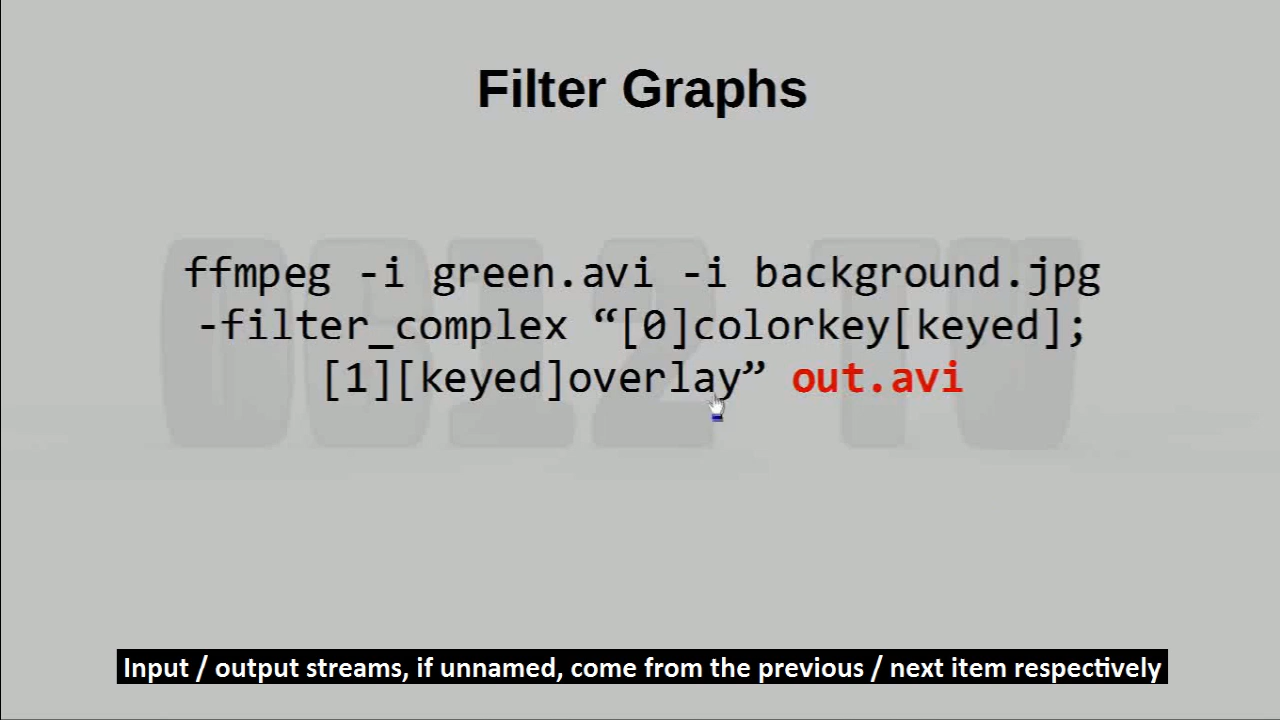 Filter Graphs
ffmpeg -i green.avi -i background.jpg
-filter_complex “[0]colorkey[keyed];
[1][keyed]overlay” out.avi
Input / output streams, if unnamed, come from the previous / next item respectively